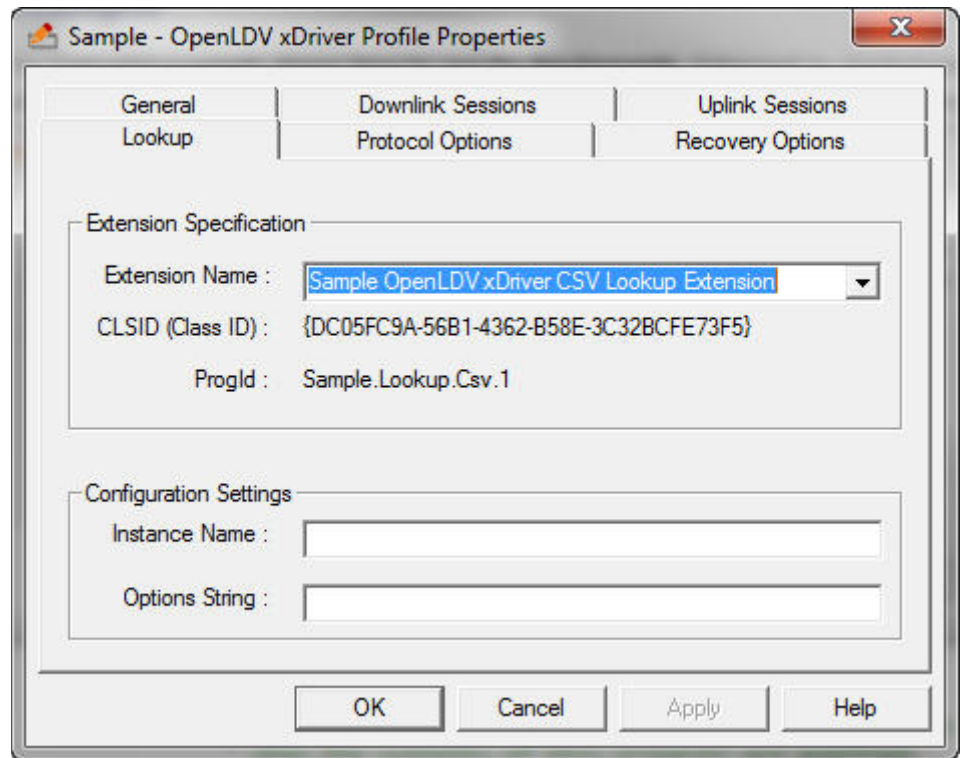 Sample - OpenLDV xDriver Profile Properties
General Downlink Sessions Uplink Sessions
Lookup Protocol Options Recovery Options
Extension Specification
Extension Name : Sample OpenLDV xDriver CSV Lookup Extension
CLSID (Class ID) : {DC05FC9A-56B1-4362-B58E-3C32BCFE73F5}
ProgId : Sample.Lookup.Csv.1
Configuration Settings
Instance Name :
Options String :
OK Cancel Apply Help